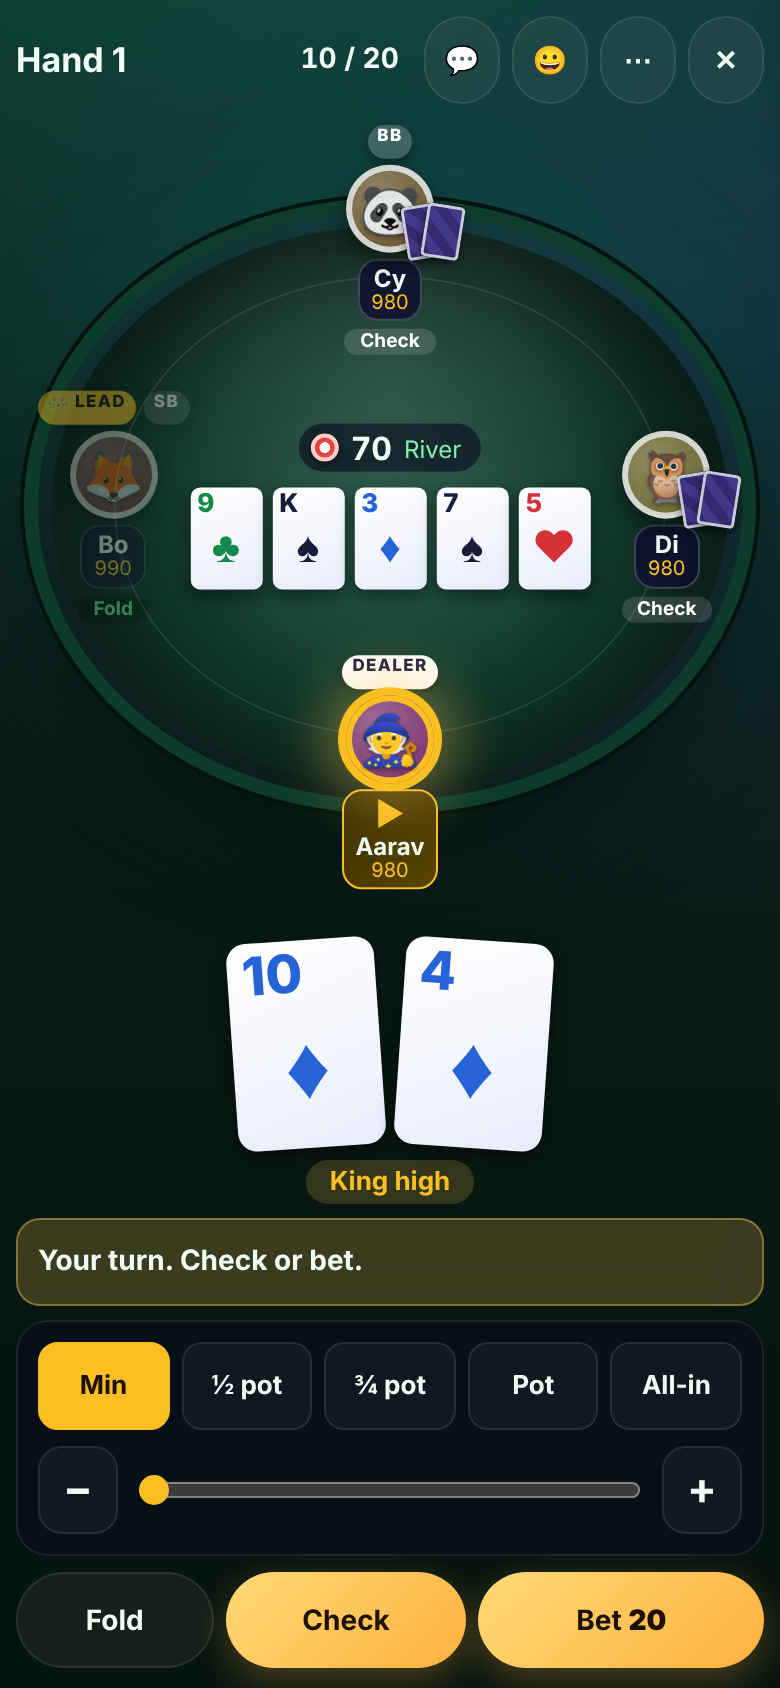 Hand 1
10 / 20
BB
Cy
980
Check
LEAD
SB
Bo
990
Fold
70 River
9
K
3
7
5
Di
980
Check
DEALER
Aarav
980
10
4
King high
Your turn. Check or bet.
Min
½ pot
¾ pot
Pot
All-in
Fold
Check
Bet 20